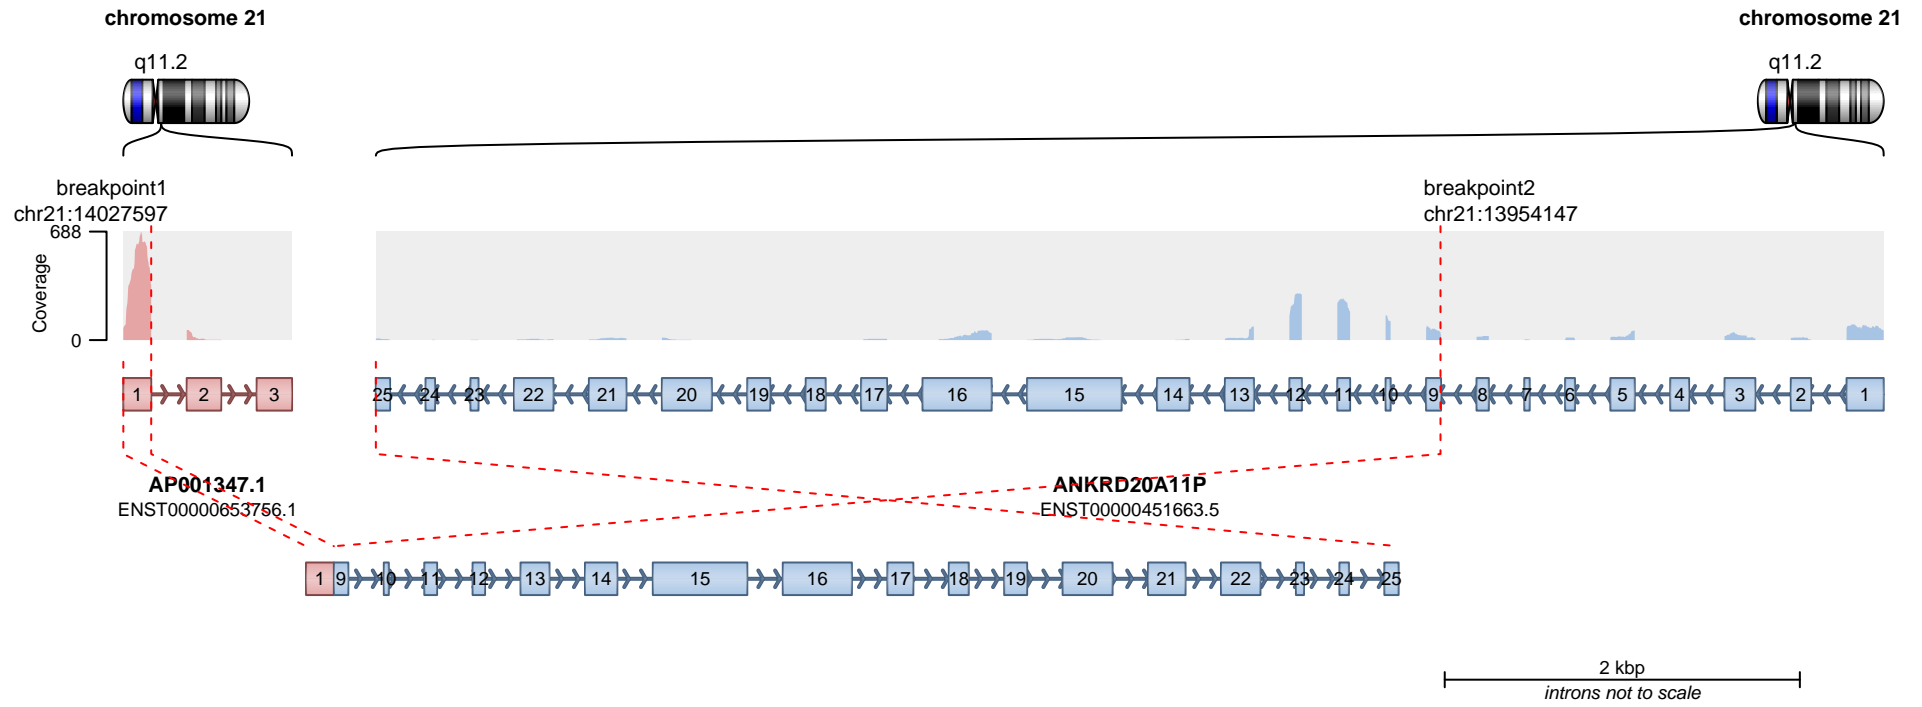 chromosome 21
chromosome 21
q11.2
q11.2
breakpoint1
chr21:14027597
breakpoint2
chr21:13954147
688
Coverage
0
1 2 3
25 24 23 22 21 20 19 18 17 16 15 14 13 12 11 10 9 8 7 6 5 4 3 2 1
AP001347.1
ENST00000653756.1
ANKRD20A11P
ENST00000451663.5
1 9 10 11 12 13 14 15 16 17 18 19 20 21 22 23 24 25
2 kbp
introns not to scale